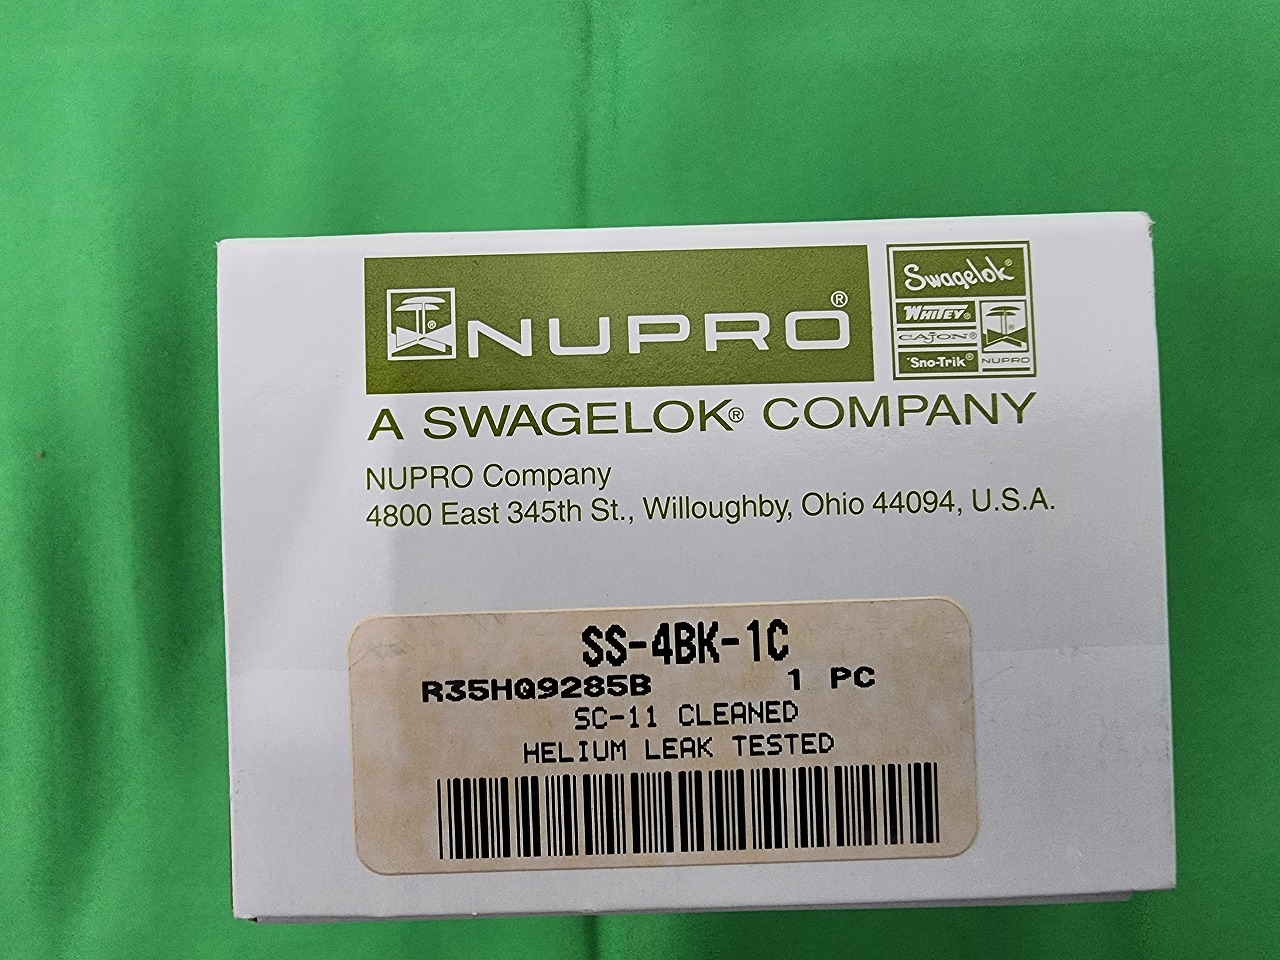 NUPRO®
Swagelok®
WHITEY®
CAJON®
Sno-Trik®
®
NUPRO
A SWAGELOK® COMPANY
NUPRO Company
4800 East 345th St., Willoughby, Ohio 44094, U.S.A.
SS-4BK-1C
R35HQ9285B 1 PC
SC-11 CLEANED
HELIUM LEAK TESTED